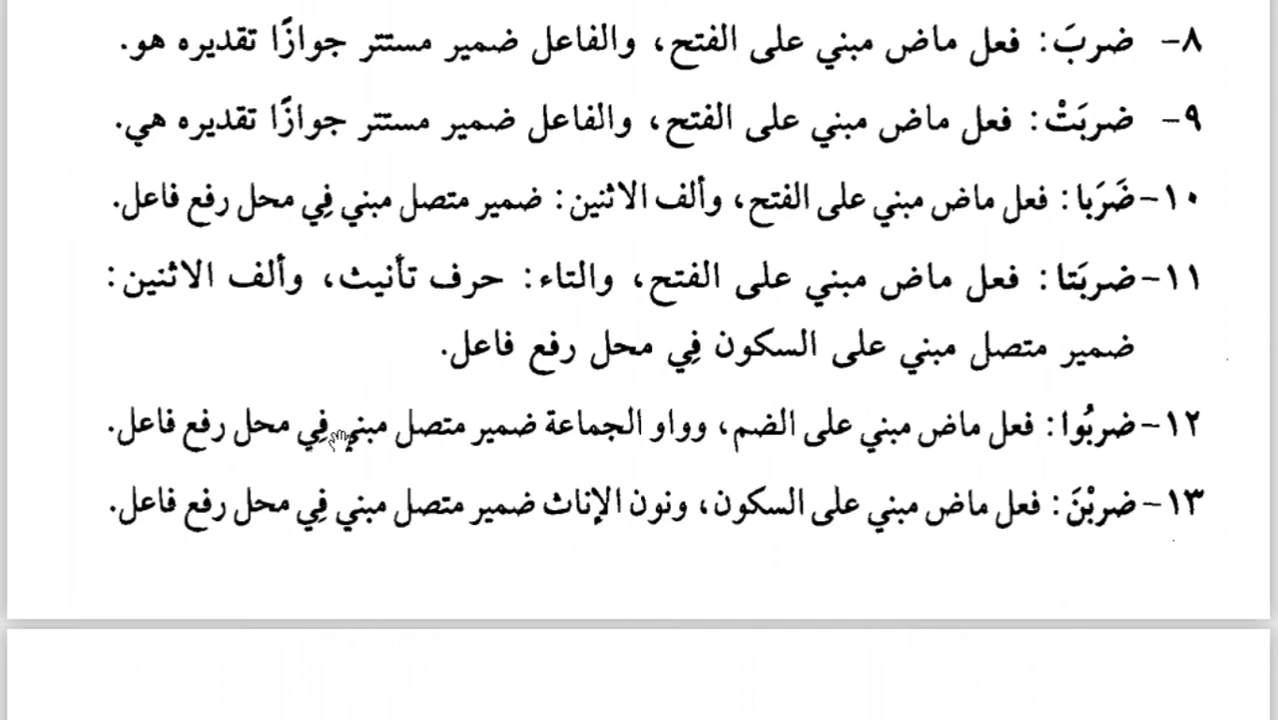 ٨- ضربَ: فعل ماض مبني على الفتح، والفاعل ضمير مستتر جوازًا تقديره هو.
٩- ضربَتْ: فعل ماض مبني على الفتح، والفاعل ضمير مستتر جوازًا تقديره هي.
١٠- ضَرَبا: فعل ماض مبني على الفتح، وألف الاثنين: ضمير متصل مبني فِي محل رفع فاعل.
١١- ضربَتا: فعل ماض مبني على الفتح، والتاء: حرف تأنيث، وألف الاثنين:
ضمير متصل مبني على السكون فِي محل رفع فاعل.
١٢- ضربُوا: فعل ماض مبني على الضم، وواو الجماعة ضمير متصل مبني فِي محل رفع فاعل.
١٣- ضربْنَ: فعل ماض مبني على السكون، ونون الإناث ضمير متصل مبني فِي محل رفع فاعل.